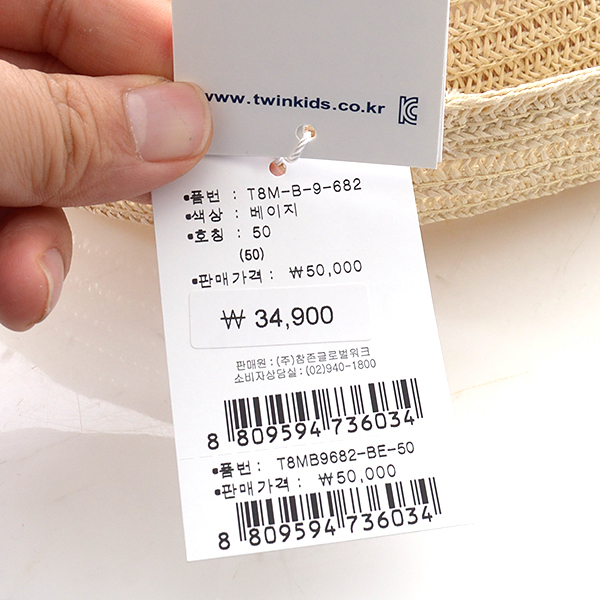 www.twinkids.co.kr
•품번 : T8M-B-9-682
•색상 : 베이지
•호칭 : 50
(50)
•판매가격 : ₩50,000
₩ 34,900
판매원 : (주)참존글로벌워크
소비자상담실 : (02)940-1800
8 809594 736034
•품번 : T8MB9682-BE-50
•판매가격 : ₩50,000
8 809594 736034